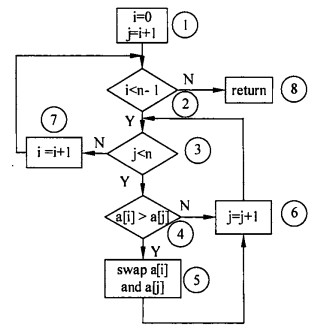 i=0
j=i+1
1
i<n-1
N
return
8
2
Y
7
i=i+1
N
j<n
3
Y
a[i] > a[j]
N
j=j+1
6
4
Y
swap a[i]
and a[j]
5